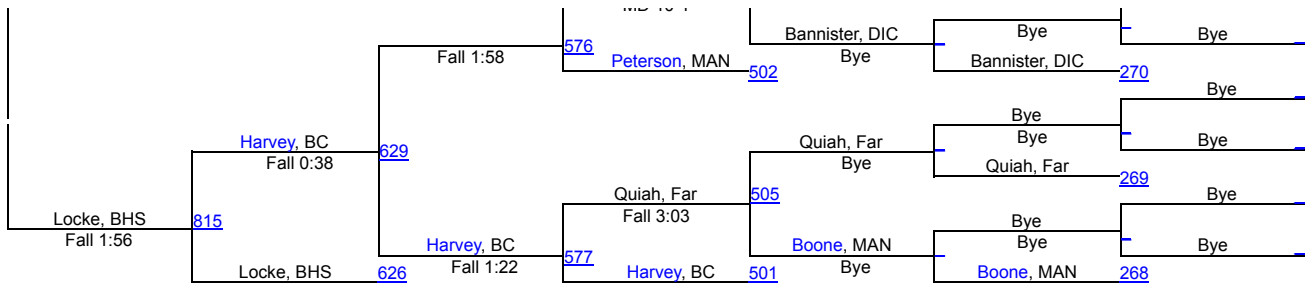 Bannister, DIC
Bye
Bye
Bye
576
Fall 1:58
Peterson, MAN
502
Bannister, DIC
270
Bye
Bye
Harvey, BC
Fall 0:38
629
Quiah, Far
Bye
Bye
Bye
Quiah, Far
269
Quiah, Far
Fall 3:03
505
Bye
Locke, BHS
Fall 1:56
815
Bye
Bye
Bye
Harvey, BC
Fall 1:22
577
Boone, MAN
Bye
Locke, BHS
626
Harvey, BC
501
Boone, MAN
268